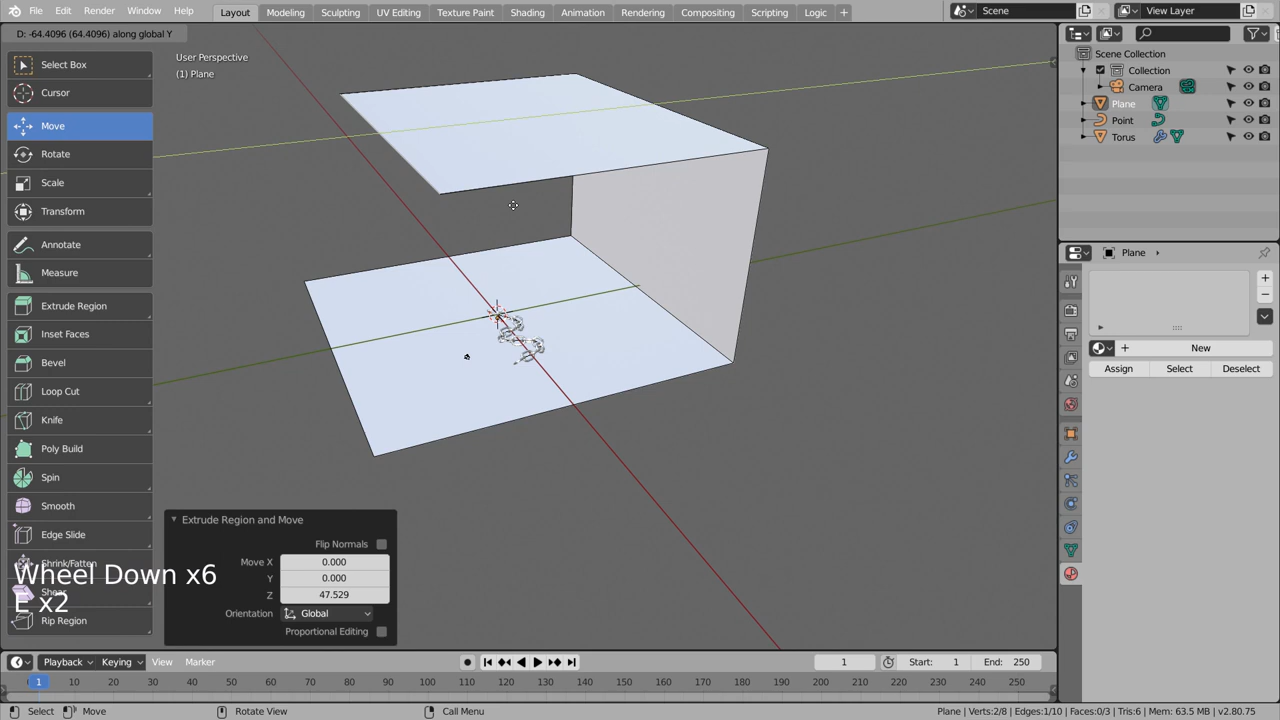 File Edit Render Window Help Layout Modeling Sculpting UV Editing Texture Paint Shading Animation Rendering Compositing Scripting Logic + Scene View Layer
D: -64.4096 (64.4096) along global Y
User Perspective
(1) Plane
Select Box
Cursor
Move
Rotate
Scale
Transform
Annotate
Measure
Extrude Region
Inset Faces
Bevel
Loop Cut
Knife
Poly Build
Spin
Smooth
Edge Slide
Shrink/Fatten
Shear
Rip Region
Wheel Down x6
E x2
Extrude Region and Move
Flip Normals
Move X 0.000
Y 0.000
Z 47.529
Orientation Global
Proportional Editing
Scene Collection
Collection
Camera
Plane
Point
Torus
Plane
+ New
Assign Select Deselect
Playback Keying View Marker 1 Start: 1 End: 250
1 10 20 30 40 50 60 70 80 90 100 110 120 130 140 150 160 170 180 190 200 210 220 230 240 250
Select Move Rotate View Call Menu Plane | Verts:2/8 | Edges:1/10 | Faces:0/3 | Tris:6 | Mem: 63.5 MB | v2.80.75